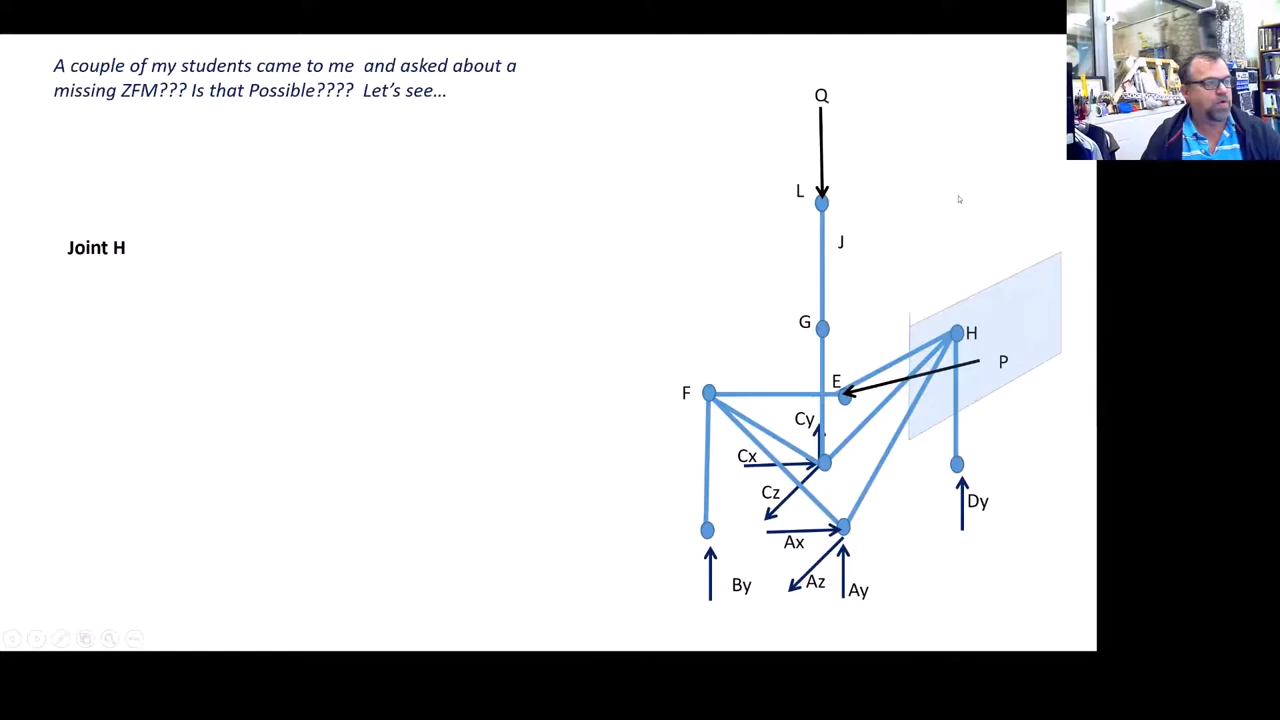 A couple of my students came to me and asked about a
missing ZFM??? Is that Possible???? Let's see...
Joint H
Q
L
J
G
H
P
E
F
Cy
Cx
Cz
Dy
Ax
Az
Ay
By